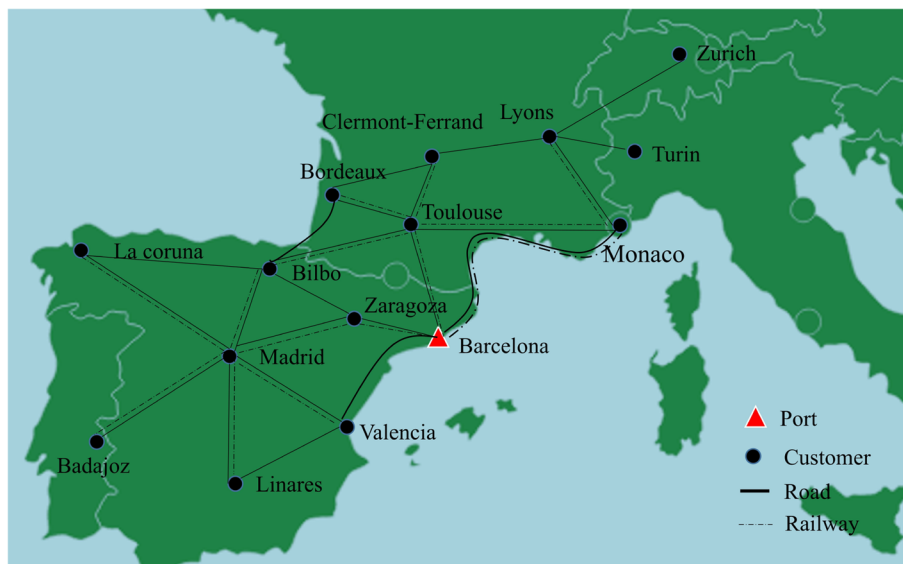 Zurich
Lyons
Clermont-Ferrand
Turin
Bordeaux
Toulouse
La coruna
Monaco
Bilbo
Zaragoza
Barcelona
Madrid
Valencia
Badajoz
Linares
Port
Customer
Road
Railway